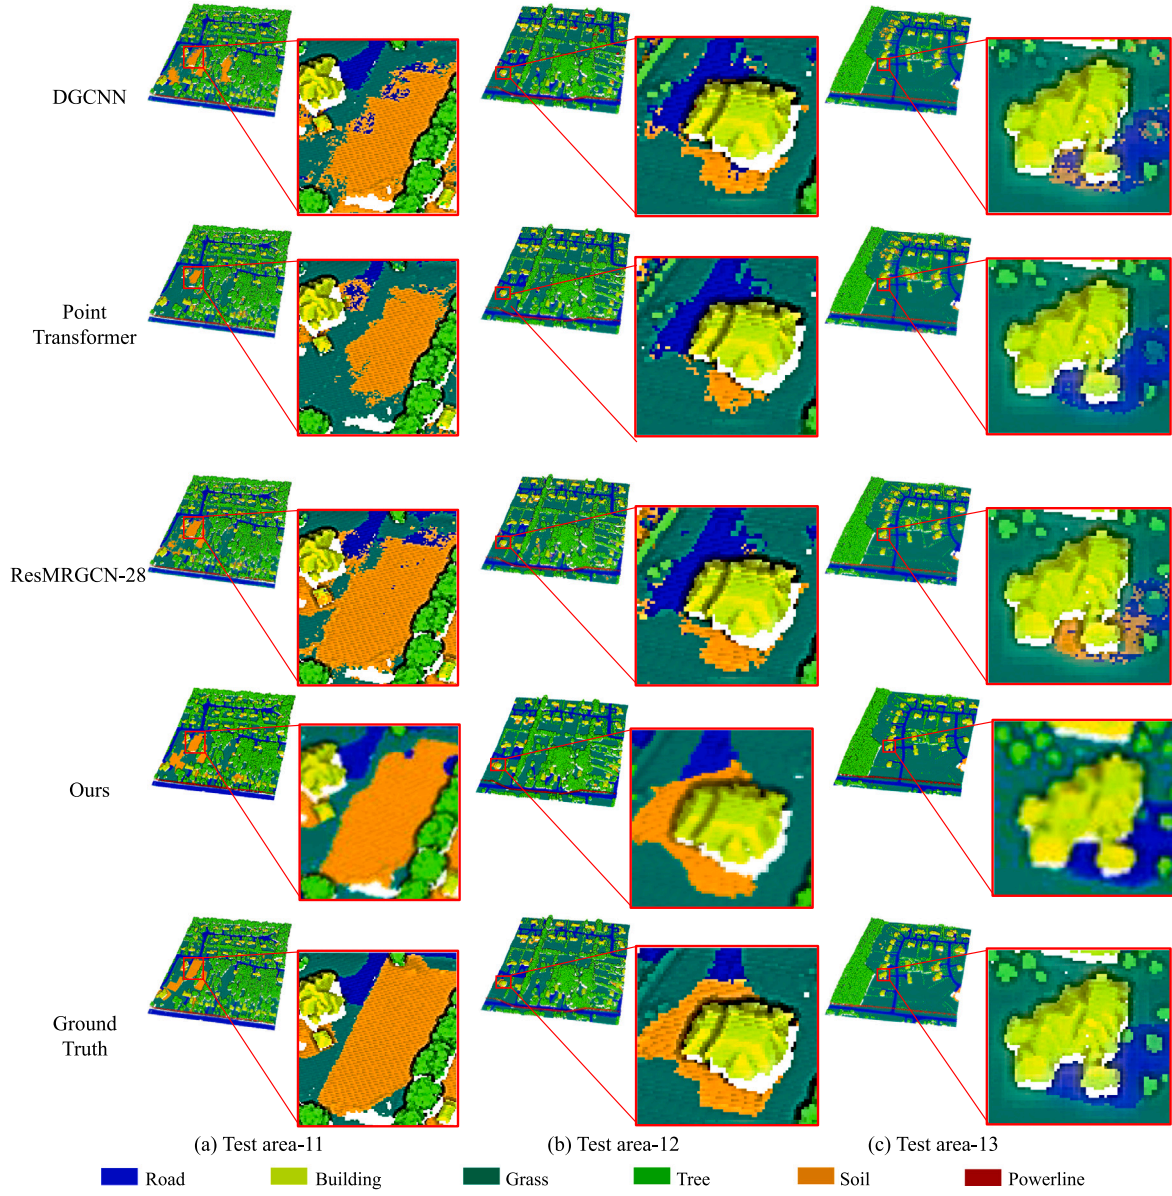 DGCNN
Point
Transformer
ResMRGCN-28
Ours
Ground
Truth
(a) Test area-11
(b) Test area-12
(c) Test area-13
Road
Building
Grass
Tree
Soil
Powerline